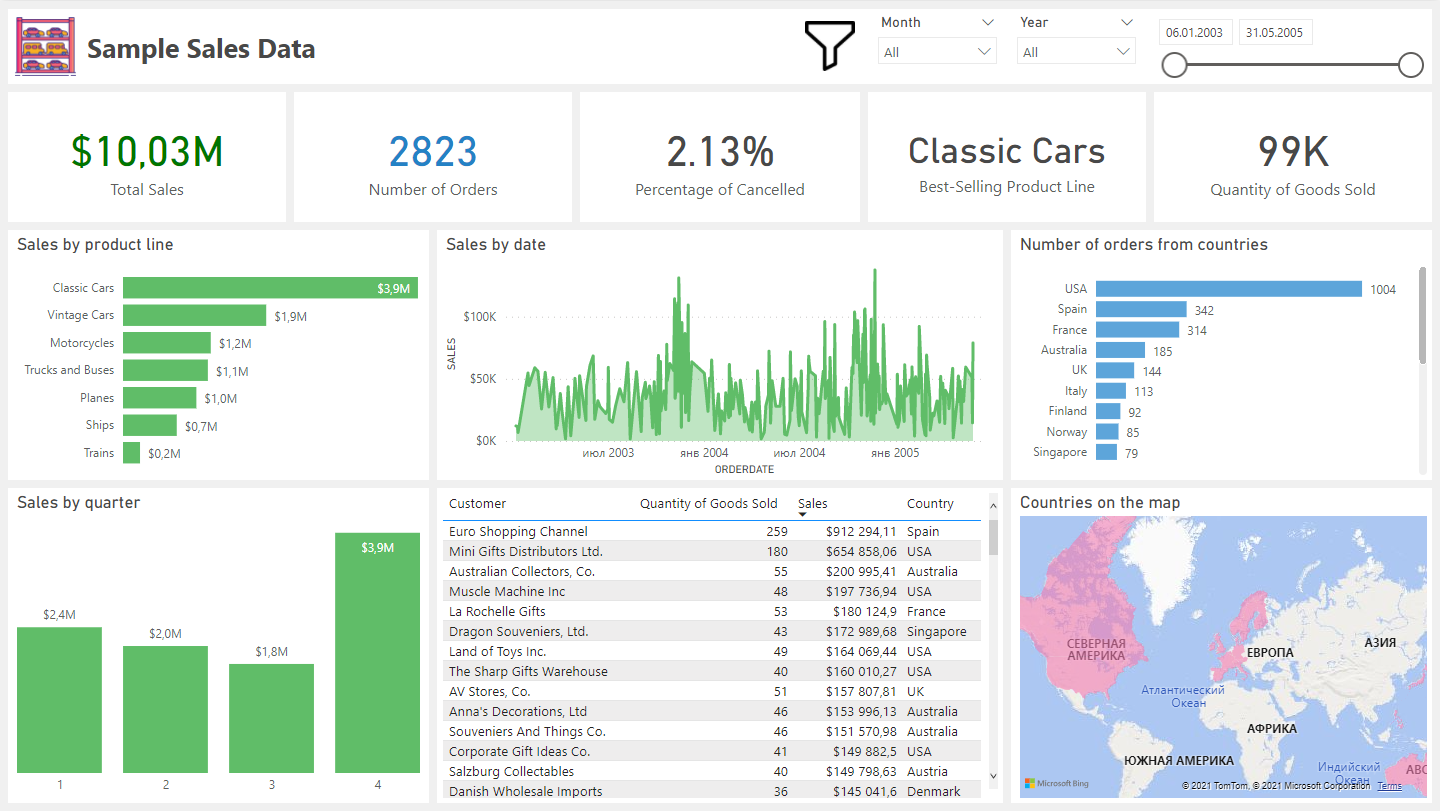 Sample Sales Data
Month
All
Year
All
06.01.2003
31.05.2005
$10,03M
Total Sales
2823
Number of Orders
2.13%
Percentage of Cancelled
Classic Cars
Best-Selling Product Line
99K
Quantity of Goods Sold
Sales by product line
Classic Cars $3,9M
Vintage Cars $1,9M
Motorcycles $1,2M
Trucks and Buses $1,1M
Planes $1,0M
Ships $0,7M
Trains $0,2M
Sales by date
SALES
$100K
$50K
$0K
июл 2003 янв 2004 июл 2004 янв 2005
ORDERDATE
Number of orders from countries
USA 1004
Spain 342
France 314
Australia 185
UK 144
Italy 113
Finland 92
Norway 85
Singapore 79
Sales by quarter
$2,4M
$2,0M
$1,8M
$3,9M
1 2 3 4
Customer Quantity of Goods Sold Sales Country
Euro Shopping Channel 259 $912 294,11 Spain
Mini Gifts Distributors Ltd. 180 $654 858,06 USA
Australian Collectors, Co. 55 $200 995,41 Australia
Muscle Machine Inc 48 $197 736,94 USA
La Rochelle Gifts 53 $180 124,9 France
Dragon Souveniers, Ltd. 43 $172 989,68 Singapore
Land of Toys Inc. 49 $164 069,44 USA
The Sharp Gifts Warehouse 40 $160 010,27 USA
AV Stores, Co. 51 $157 807,81 UK
Anna's Decorations, Ltd 46 $153 996,13 Australia
Souveniers And Things Co. 46 $151 570,98 Australia
Corporate Gift Ideas Co. 41 $149 882,5 USA
Salzburg Collectables 40 $149 798,63 Austria
Danish Wholesale Imports 36 $145 041,6 Denmark
Countries on the map
СЕВЕРНАЯ
АМЕРИКА
ЕВРОПА
АЗИЯ
Атлантический
Океан
АФРИКА
ЮЖНАЯ АМЕРИКА
Индийский
Океан
АВС
Microsoft Bing
© 2021 TomTom, © 2021 Microsoft Corporation Terms